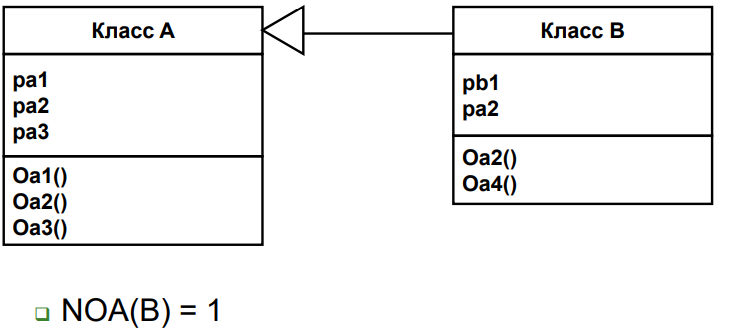 Класс A
pa1
pa2
pa3
Oa1()
Oa2()
Oa3()
Класс B
pb1
pa2
Oa2()
Oa4()
NOA(B) = 1